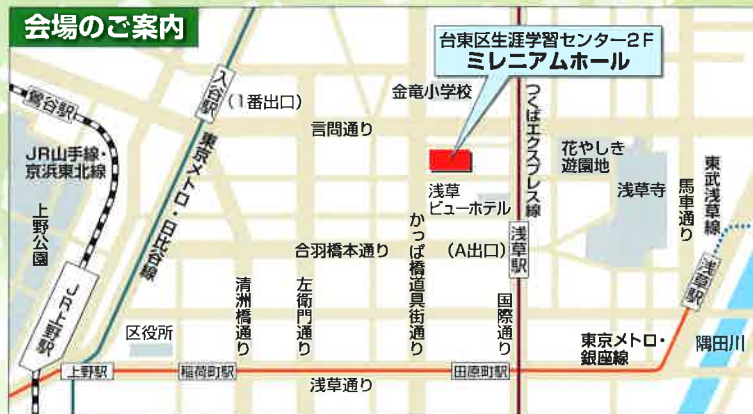 会場のご案内
台東区生涯学習センター2F
ミレニアムホール
鶯谷駅
入谷駅
(1番出口)
金竜小学校
つくばエクスプレス線
言問通り
JR山手線・
京浜東北線
東京メトロ・日比谷線
花やしき
遊園地
浅草寺
馬車通り
東武浅草線
浅草
ビューホテル
上野公園
合羽橋本通り
かっぱ橋道具街通り
(A出口)
浅草駅
浅草駅
JR上野駅
清洲橋通り
左衛門通り
国際通り
区役所
東京メトロ・
銀座線
隅田川
上野駅
稲荷町駅
浅草通り
田原町駅